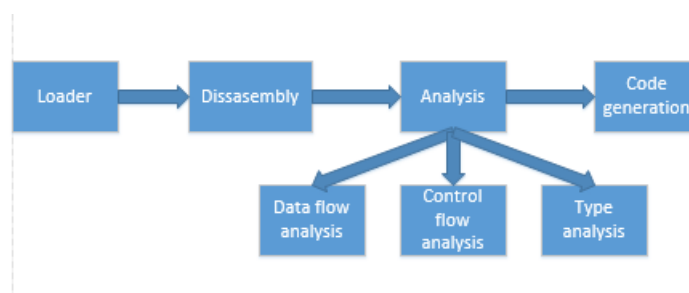 Loader
Dissasembly
Analysis
Code
generation
Data flow
analysis
Control
flow
analysis
Type
analysis